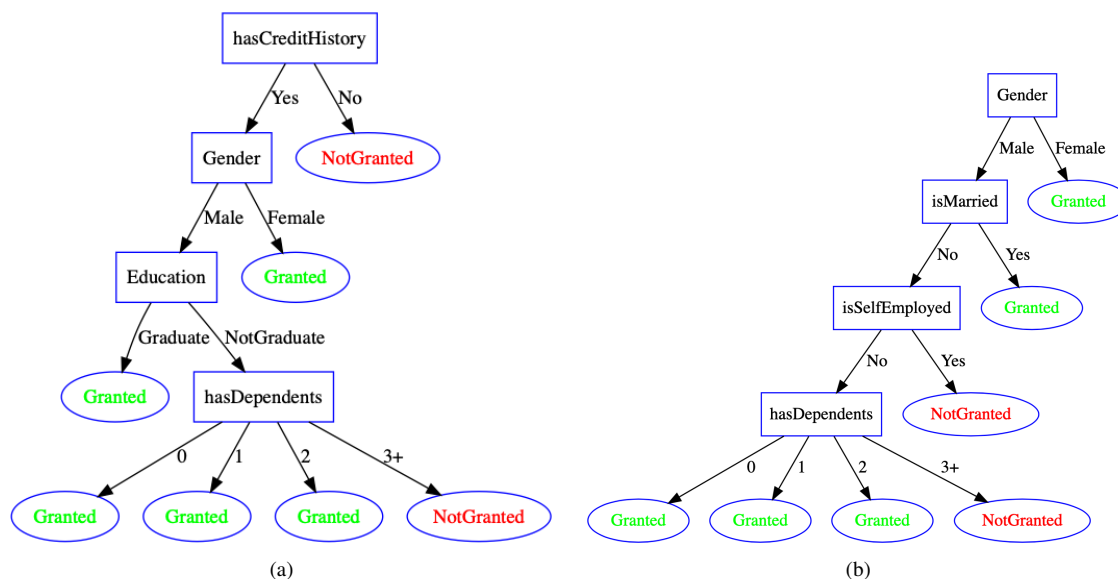 hasCreditHistory
Yes
No
Gender
NotGranted
Male
Female
Education
Granted
Graduate
NotGraduate
Granted
hasDependents
0
1
2
3+
Granted
Granted
Granted
NotGranted
(a)
Gender
Male
Female
isMarried
Granted
No
Yes
isSelfEmployed
Granted
No
Yes
hasDependents
NotGranted
0
1
2
3+
Granted
Granted
Granted
NotGranted
(b)